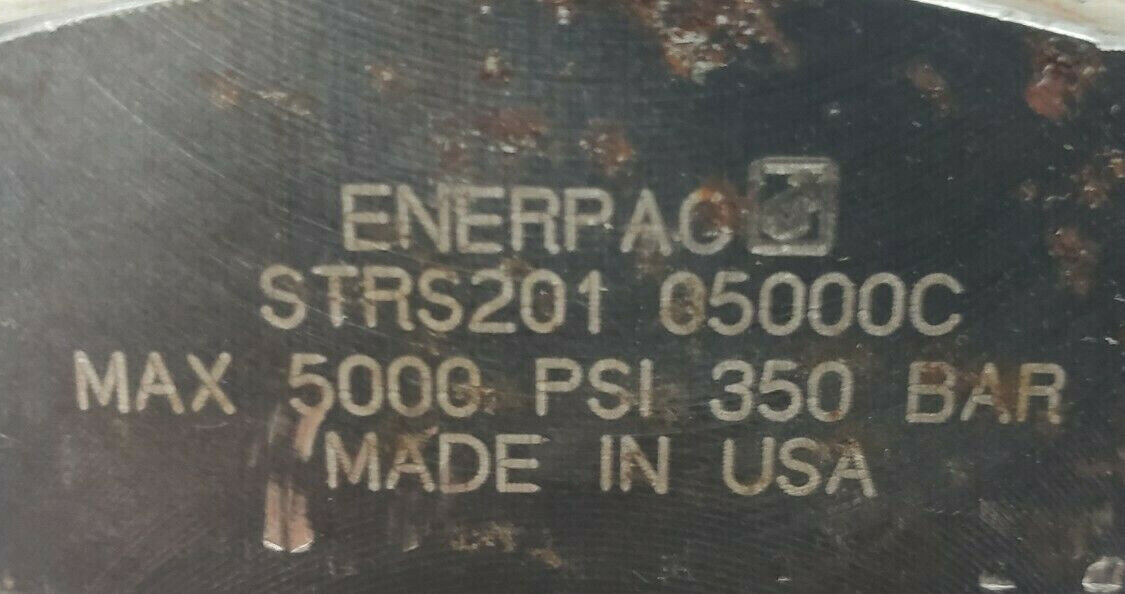 ENERPAC
STRS201 05000C
MAX 5000 PSI 350 BAR
MADE IN USA